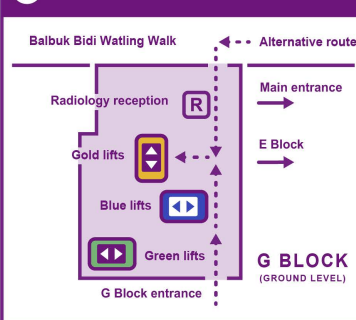 Balbuk Bidi Watling Walk
Alternative route
Main entrance
Radiology reception
R
E Block
Gold lifts
Blue lifts
Green lifts
G BLOCK
(GROUND LEVEL)
G Block entrance